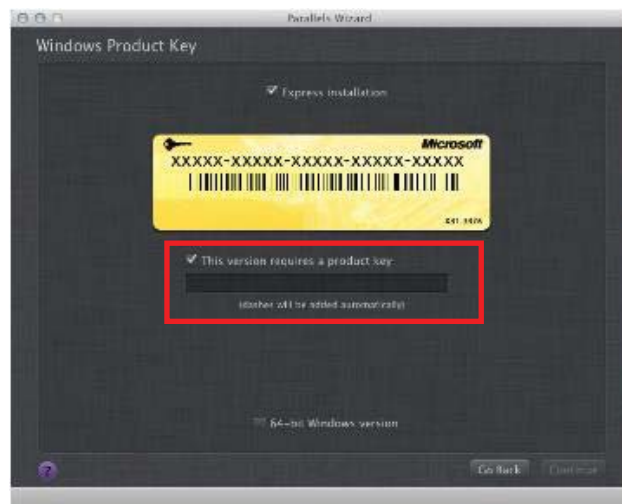 Parallels Wizard
Windows Product Key
Express installation
Microsoft
XXXXX-XXXXX-XXXXX-XXXXX-XXXXX
This version requires a product key
(dashes will be added automatically)
64-bit Windows version
?
Go Back
Continue